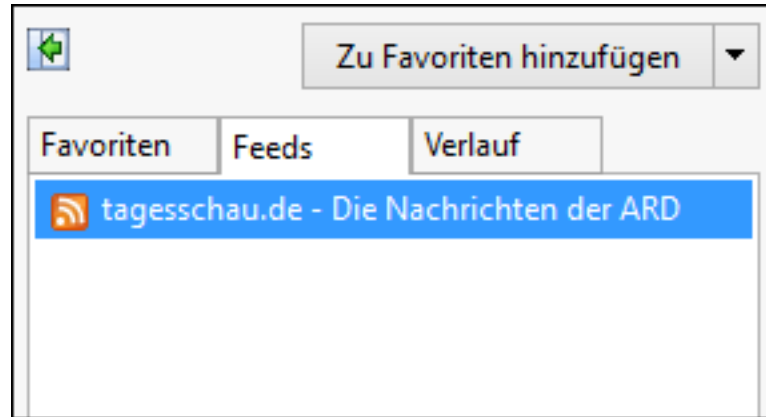 Zu Favoriten hinzufügen
Favoriten Feeds Verlauf
tagesschau.de - Die Nachrichten der ARD